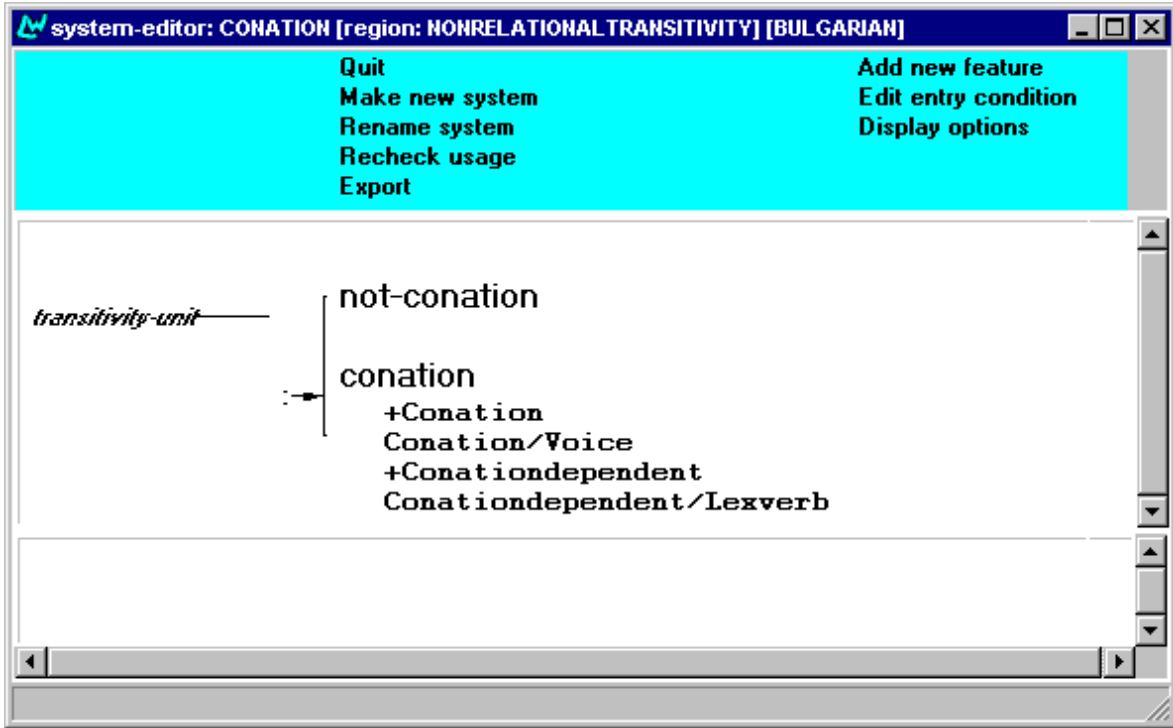 system-editor: CONATION [region: NONRELATIONALTRANSITIVITY] [BULGARIAN]
Quit
Make new system
Rename system
Recheck usage
Export
Add new feature
Edit entry condition
Display options
transitivity-unit
not-conation
conation
+Conation
Conation/Voice
+Conationdependent
Conationdependent/Lexverb